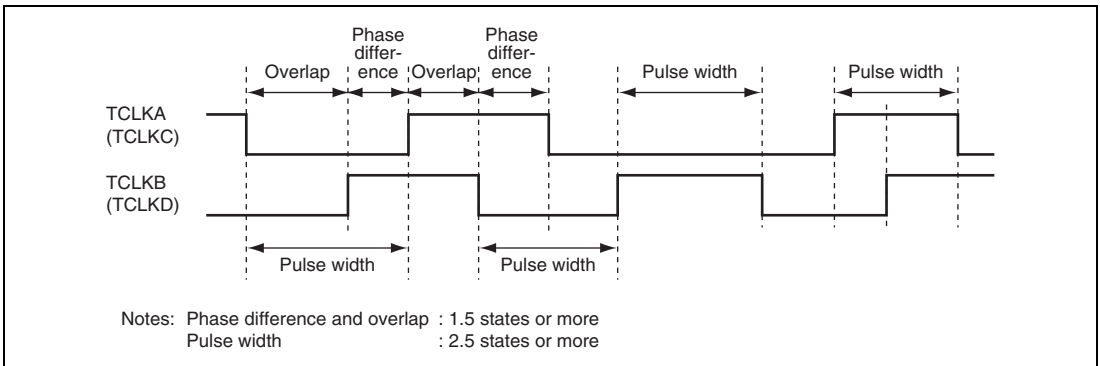 Phase
differ-
ence
Phase
differ-
ence
Overlap
Overlap
Pulse width
Pulse width
TCLKA
(TCLKC)
TCLKB
(TCLKD)
Pulse width
Pulse width
Notes: Phase difference and overlap : 1.5 states or more
Pulse width : 2.5 states or more